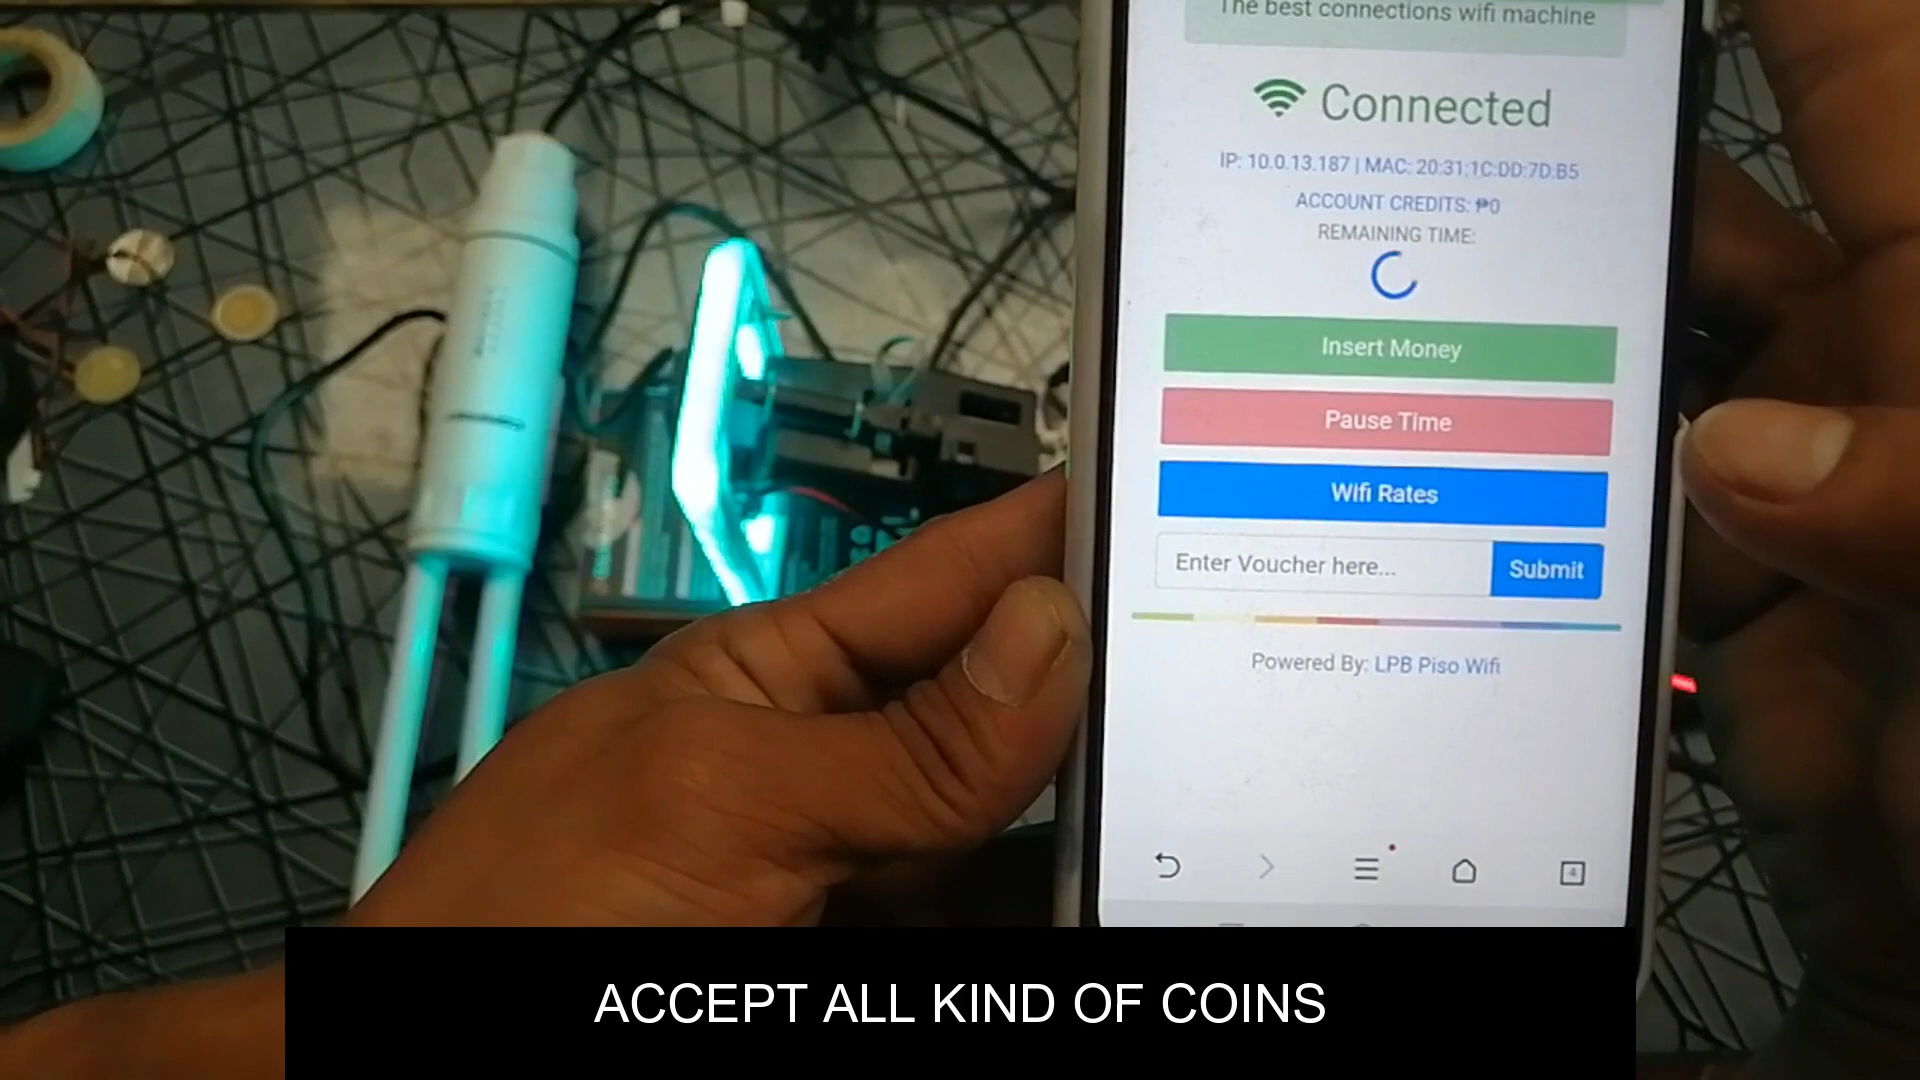 The best connections wifi machine
Connected
IP: 10.0.13.187 | MAC: 20:31:1C:DD:7D:B5
ACCOUNT CREDITS: ₱0
REMAINING TIME:
Insert Money
Pause Time
Wifi Rates
Enter Voucher here...
Submit
Powered By: LPB Piso Wifi
4
ACCEPT ALL KIND OF COINS